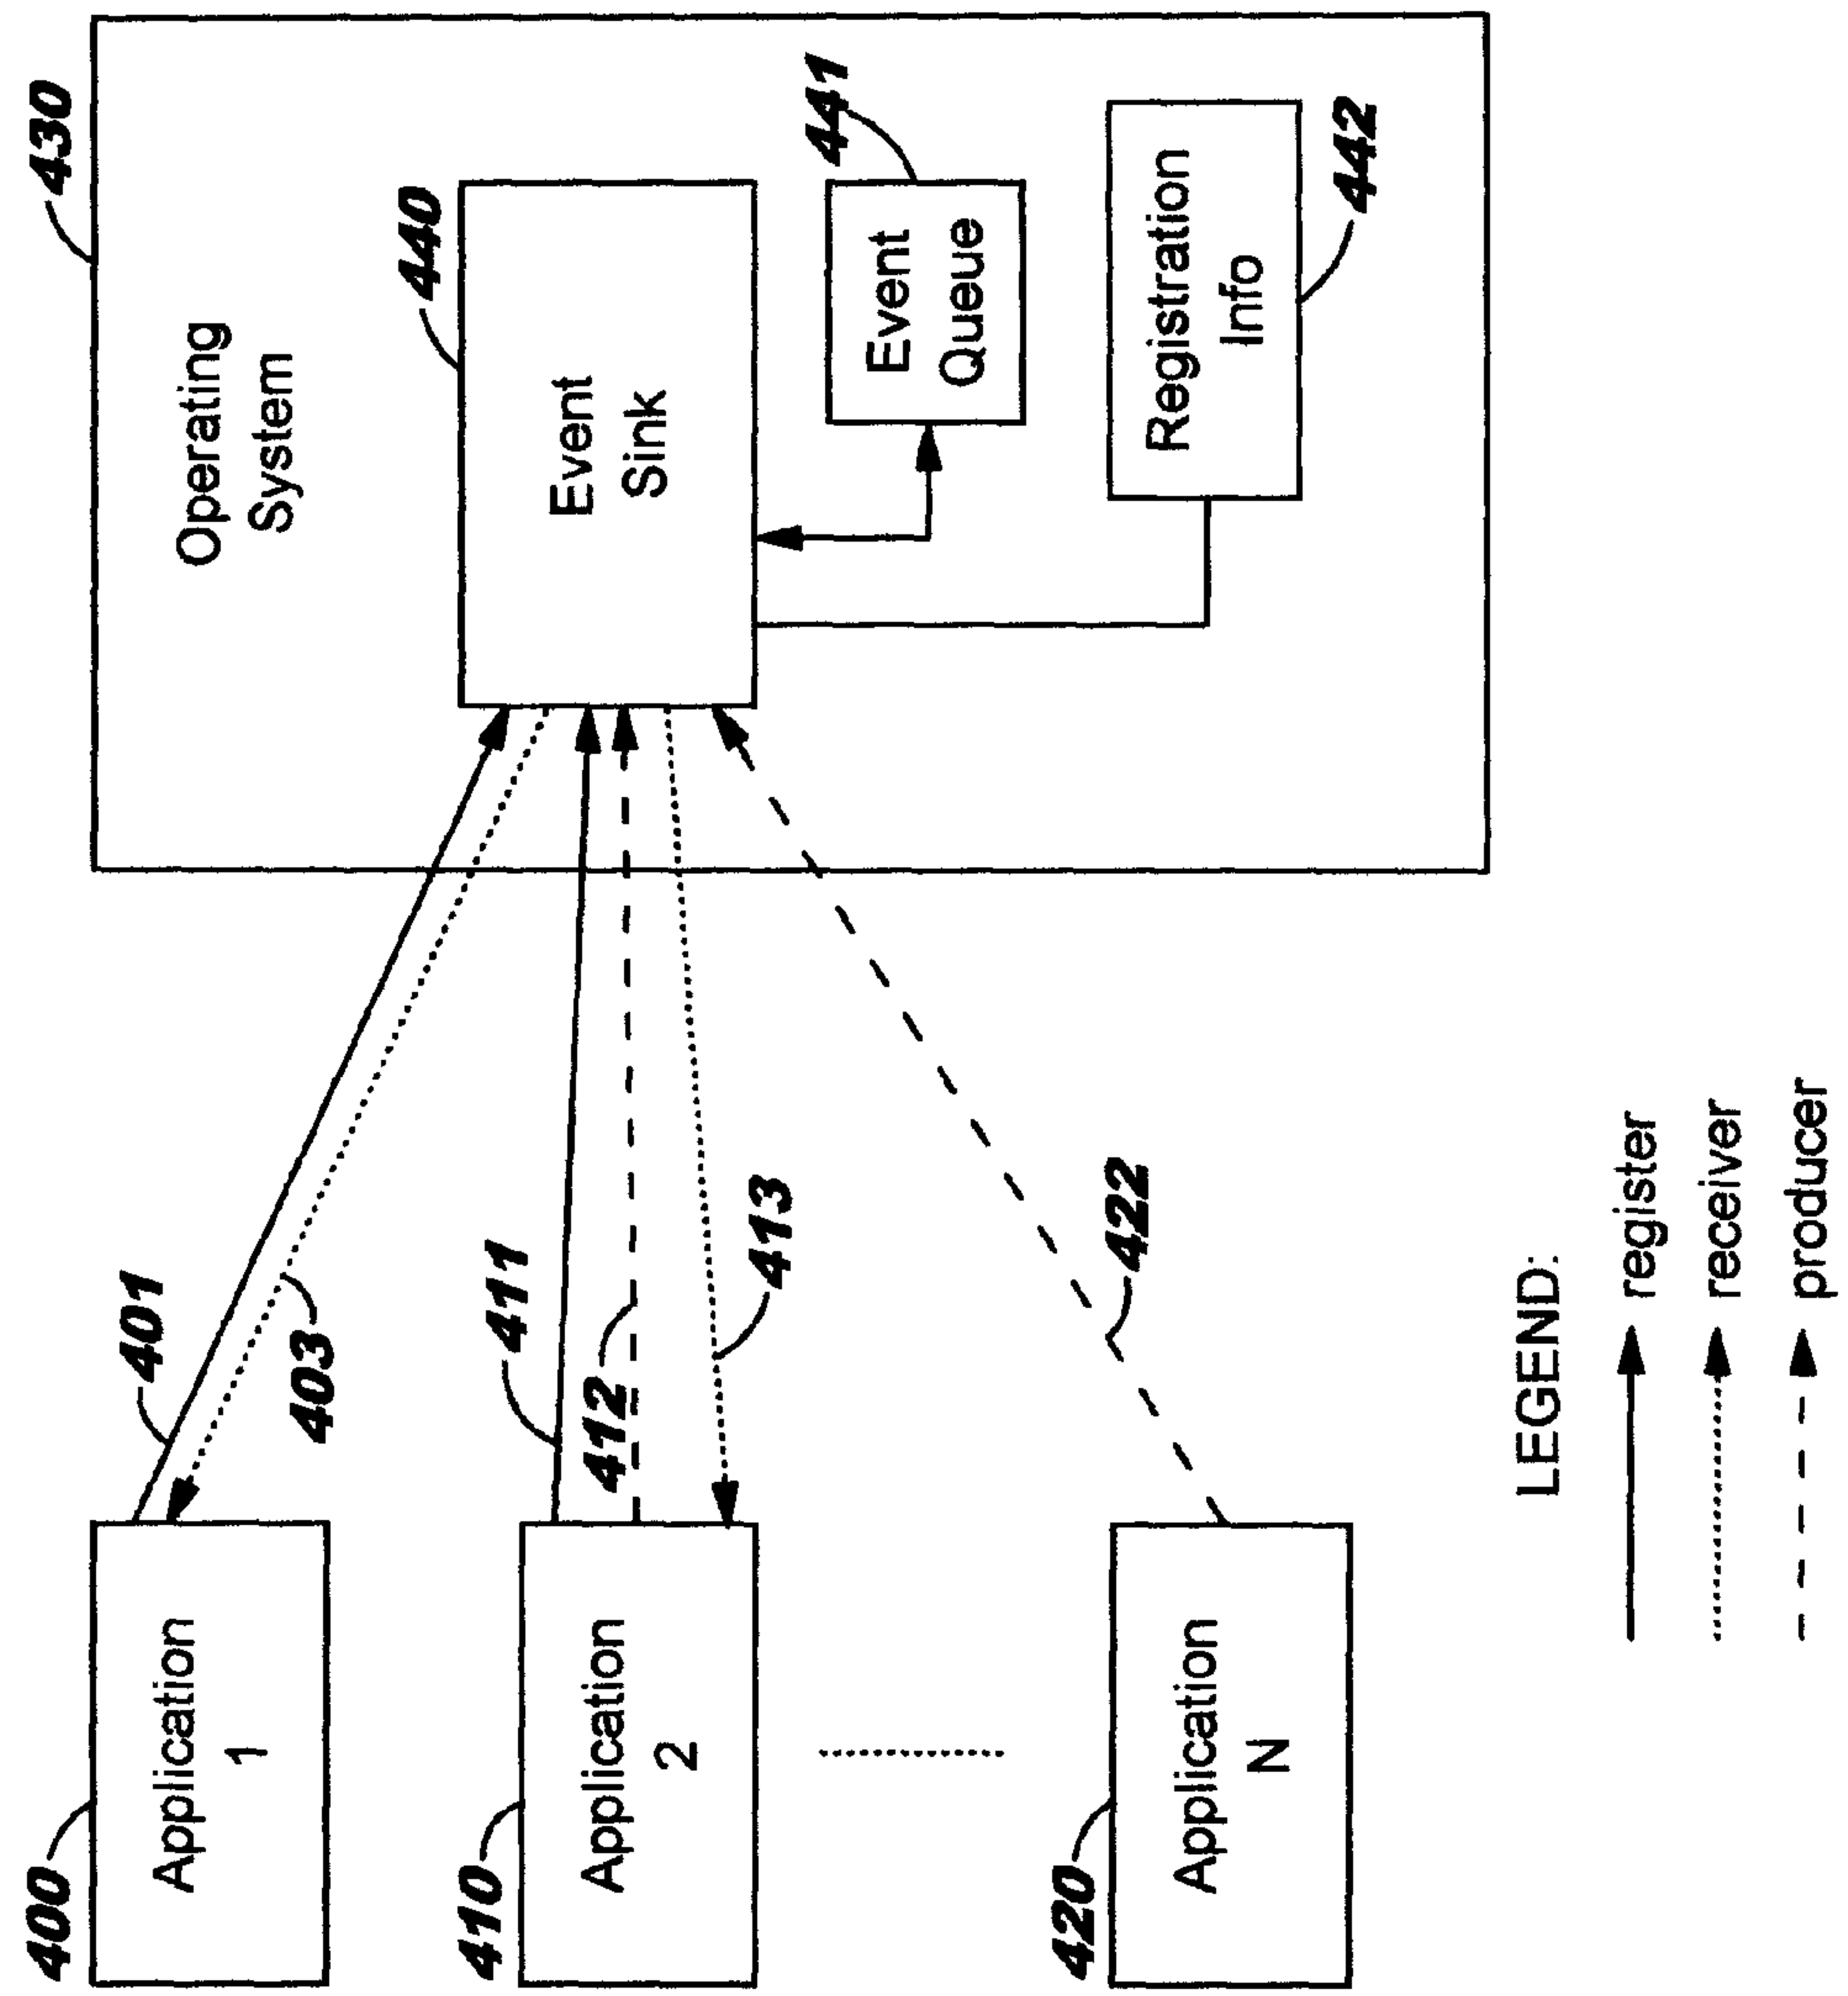 430
Operating
System
440
Event
Sink
441
Event
Queue
Registration
Info
442
401
403
411
412
413
422
400
Application
1
410
Application
2
420
Application
N
LEGEND:
register
receiver
producer